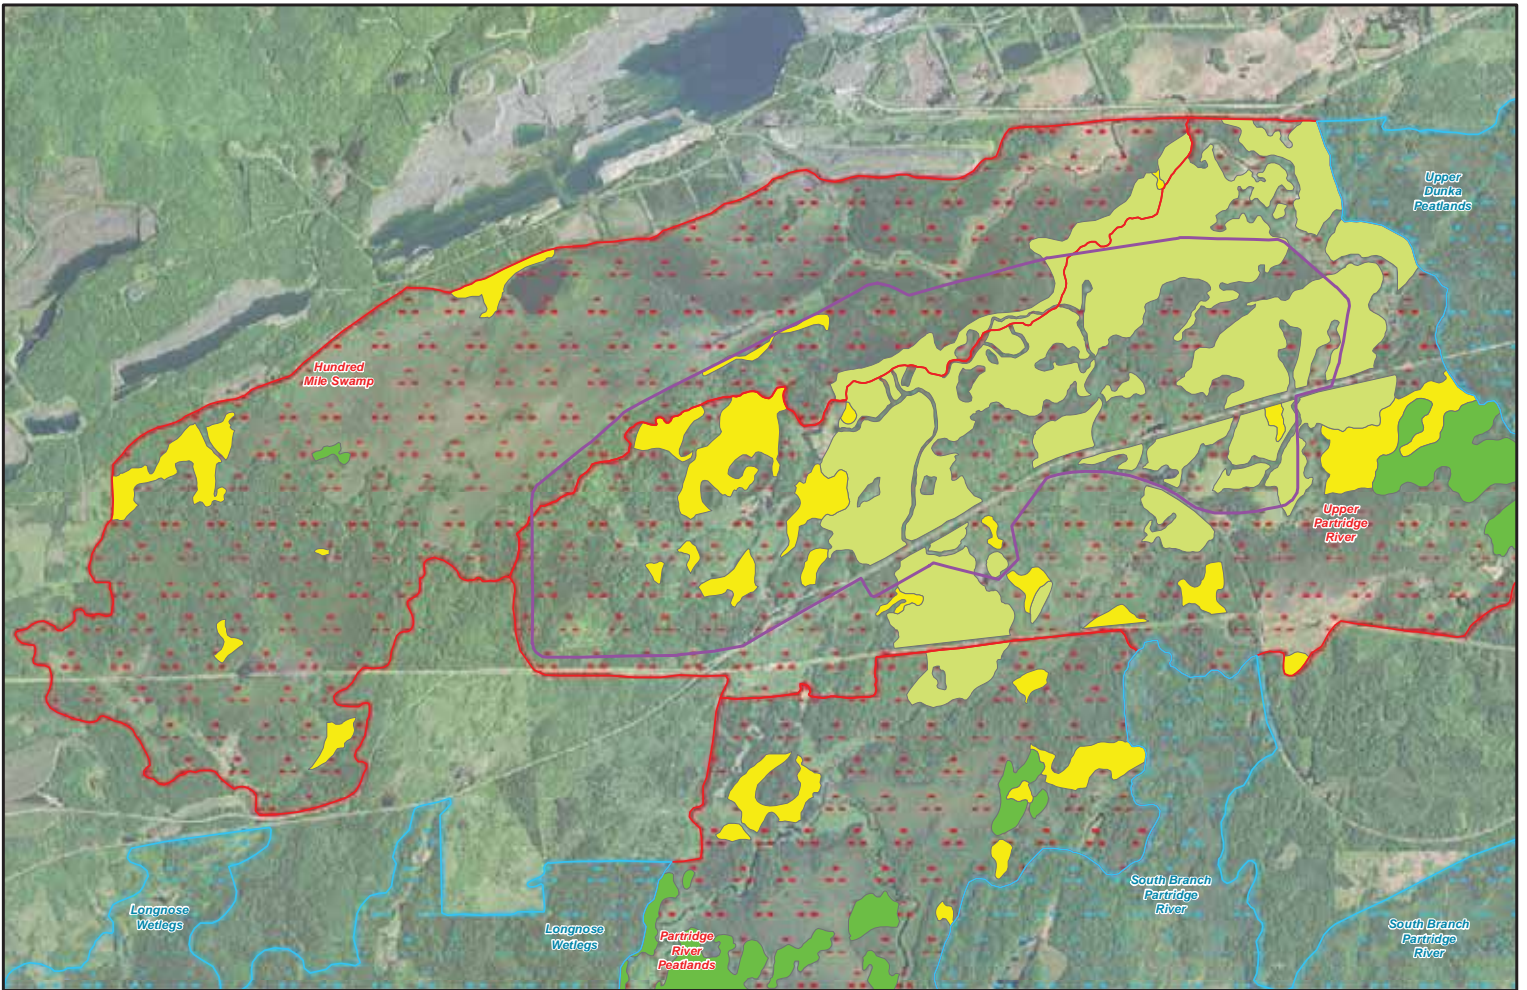 Upper
Dunka
Peatlands
Hundred
Mile Swamp
Upper
Partridge
River
South Branch
Partridge
River
Longnose
Wetlegs
Longnose
Wetlegs
Partridge
River
Peatlands
South Branch
Partridge
River